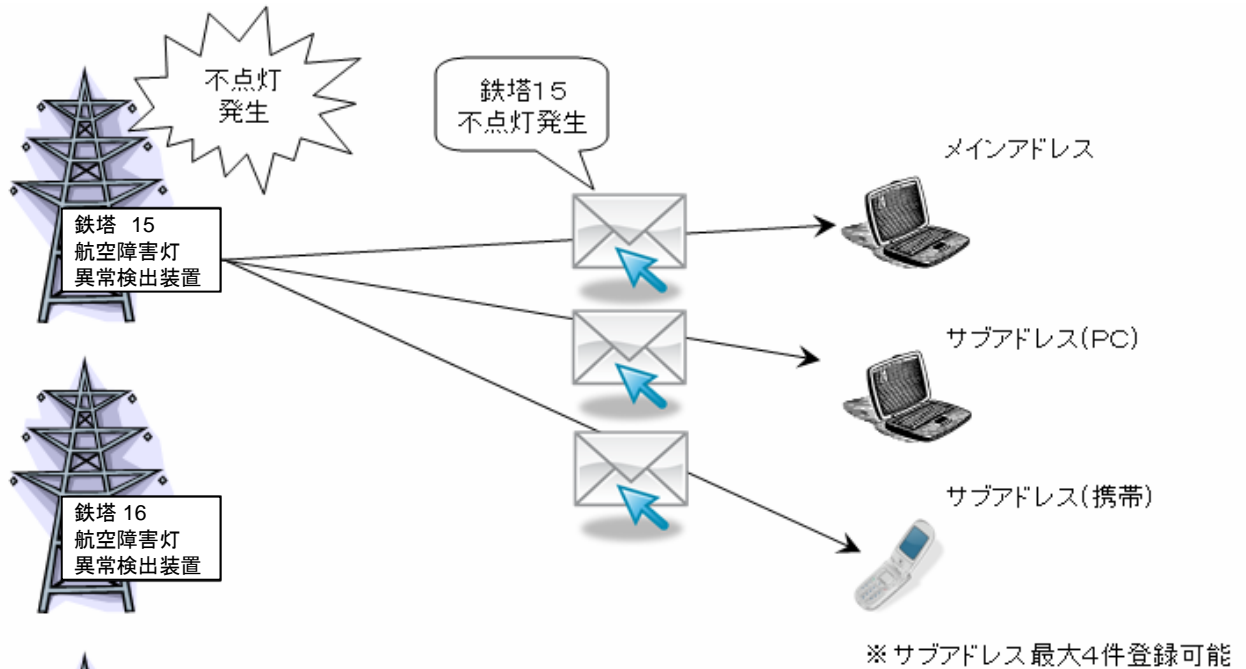 不点灯
発生
鉄塔15
不点灯発生
メインアドレス
鉄塔 15
航空障害灯
異常検出装置
サブアドレス(PC)
サブアドレス(携帯)
鉄塔 16
航空障害灯
異常検出装置
※サブアドレス最大4件登録可能